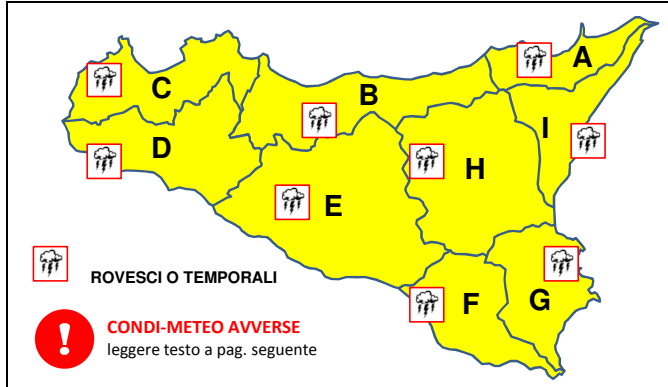 A
C
B
I
D
H
E
F
G
ROVESCI O TEMPORALI
CONDI-METEO AVVERSE
leggere testo a pag. seguente